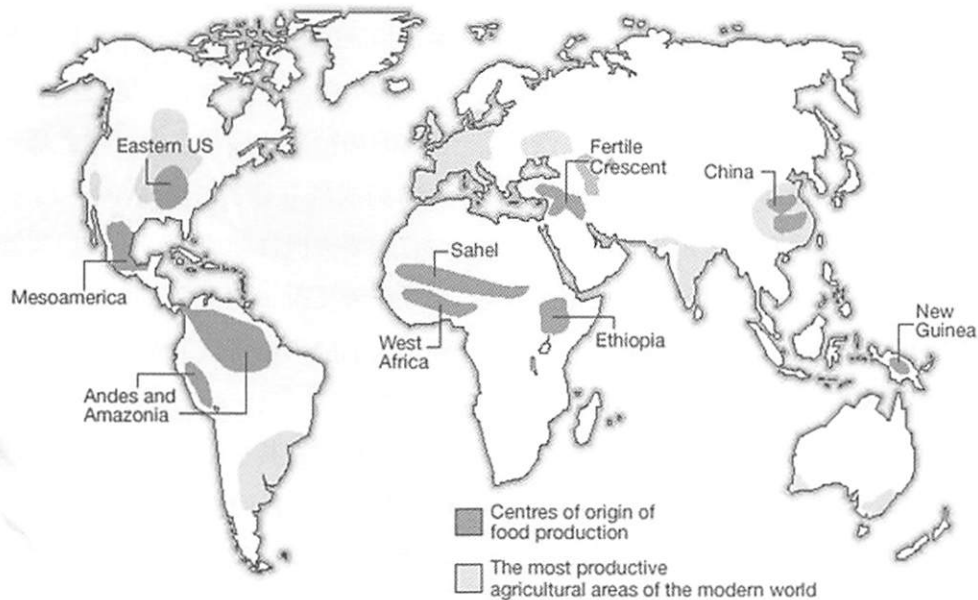 Eastern US
Fertile
Crescent
China
Sahel
Mesoamerica
West
Africa
Ethiopia
New
Guinea
Andes and
Amazonia
Centres of origin of
food production
The most productive
agricultural areas of the modern world